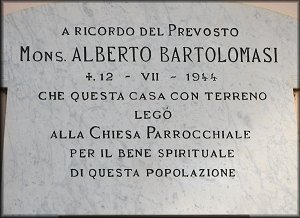 A RICORDO DEL PREVOSTO
MONS. ALBERTO BARTOLOMASI
✝. 12 - VII - 1944
CHE QUESTA CASA CON TERRENO
LEGÓ
ALLA CHIESA PARROCCHIALE
PER IL BENE SPIRITUALE
DI QUESTA POPOLAZIONE